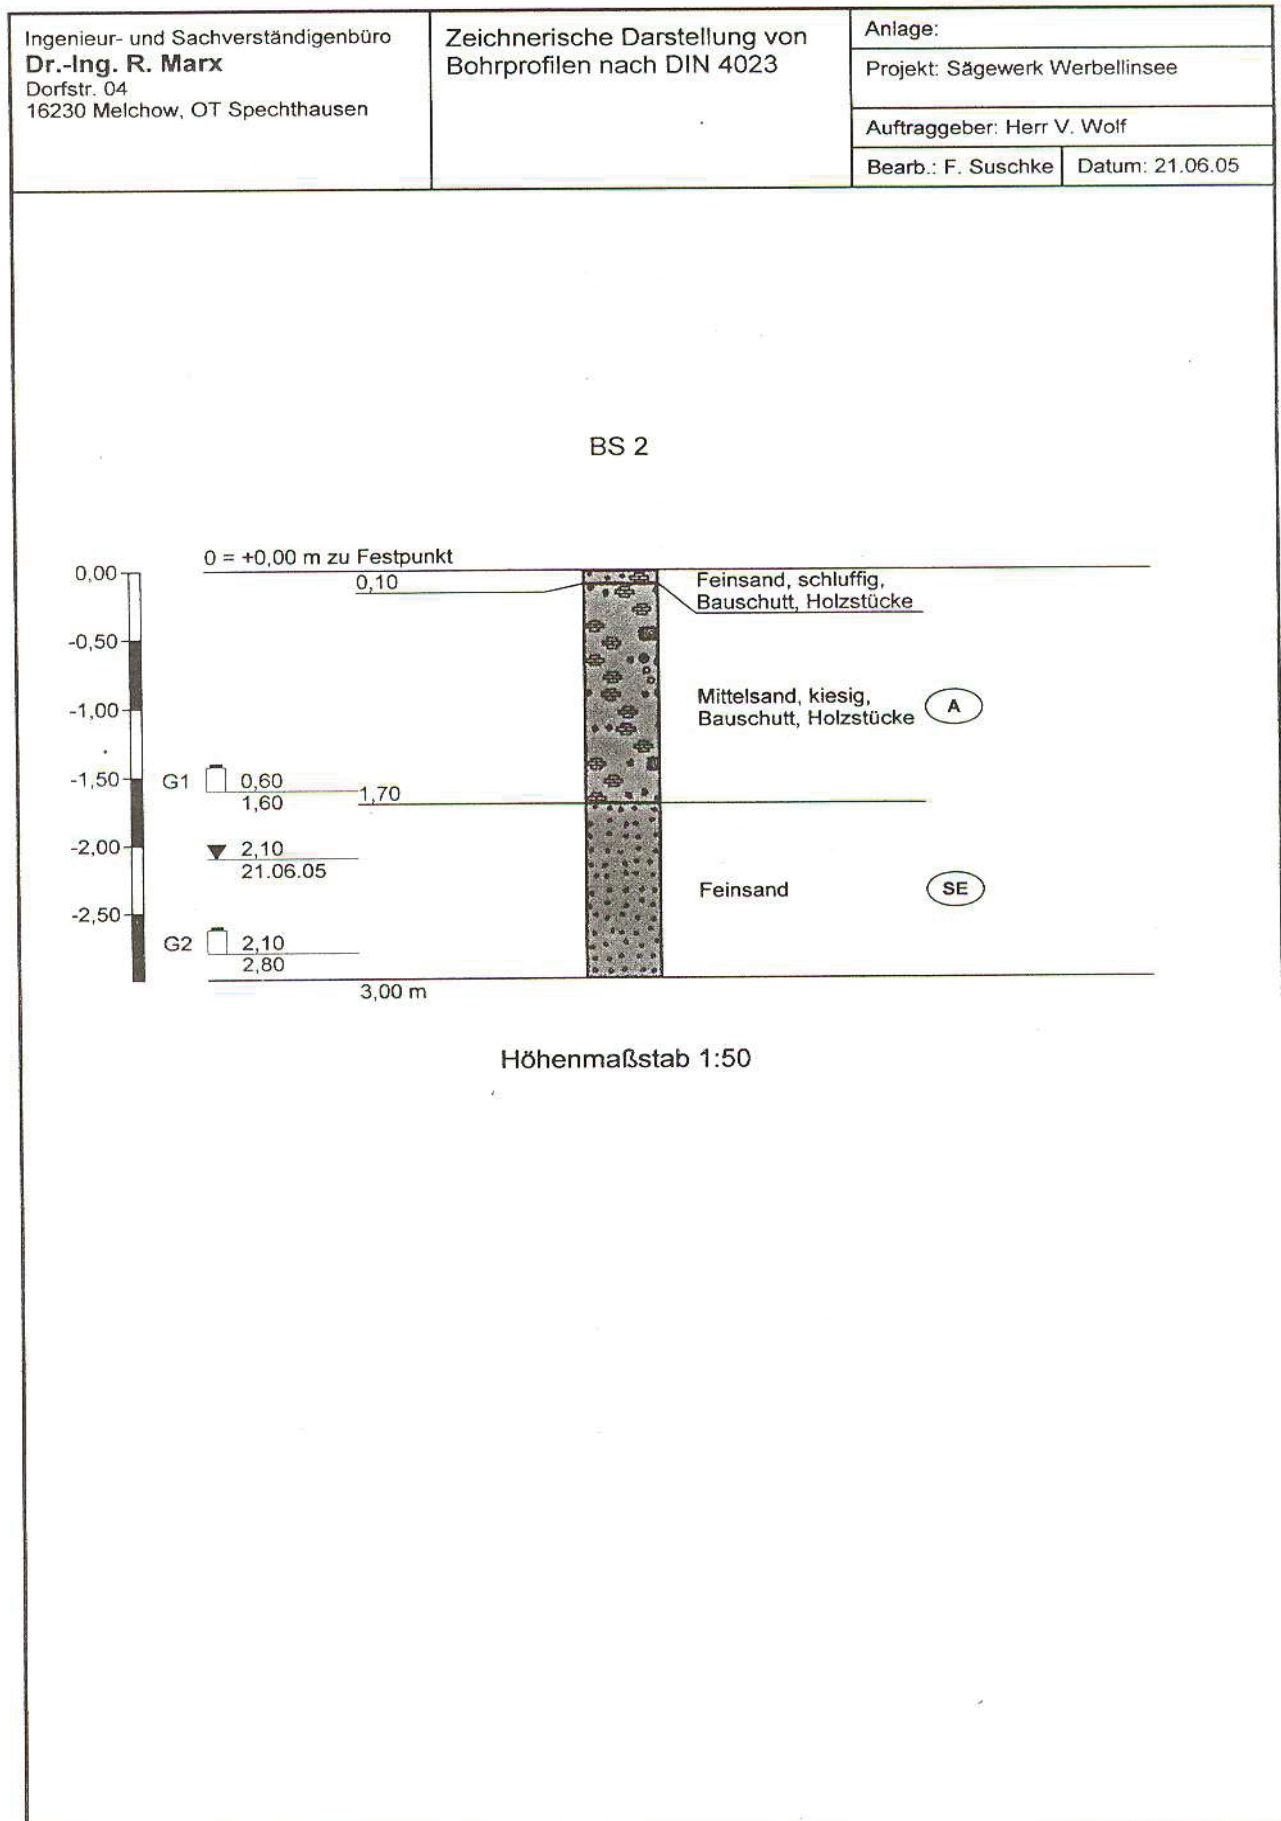 Ingenieur- und Sachverständigenbüro
Dr.-Ing. R. Marx
Dorfstr. 04
16230 Melchow, OT Spechthausen
Zeichnerische Darstellung von
Bohrprofilen nach DIN 4023
Anlage:
Projekt: Sägewerk Werbellinsee
Auftraggeber: Herr V. Wolf
Bearb.: F. Suschke
Datum: 21.06.05
BS 2
0 = +0,00 m zu Festpunkt
0,00
0,10
Feinsand, schluffig,
Bauschutt, Holzstücke
-0,50
-1,00
Mittelsand, kiesig,
Bauschutt, Holzstücke
A
-1,50
G1
0,60
1,60
1,70
-2,00
2,10
21.06.05
Feinsand
SE
-2,50
G2
2,10
2,80
3,00 m
Höhenmaßstab 1:50